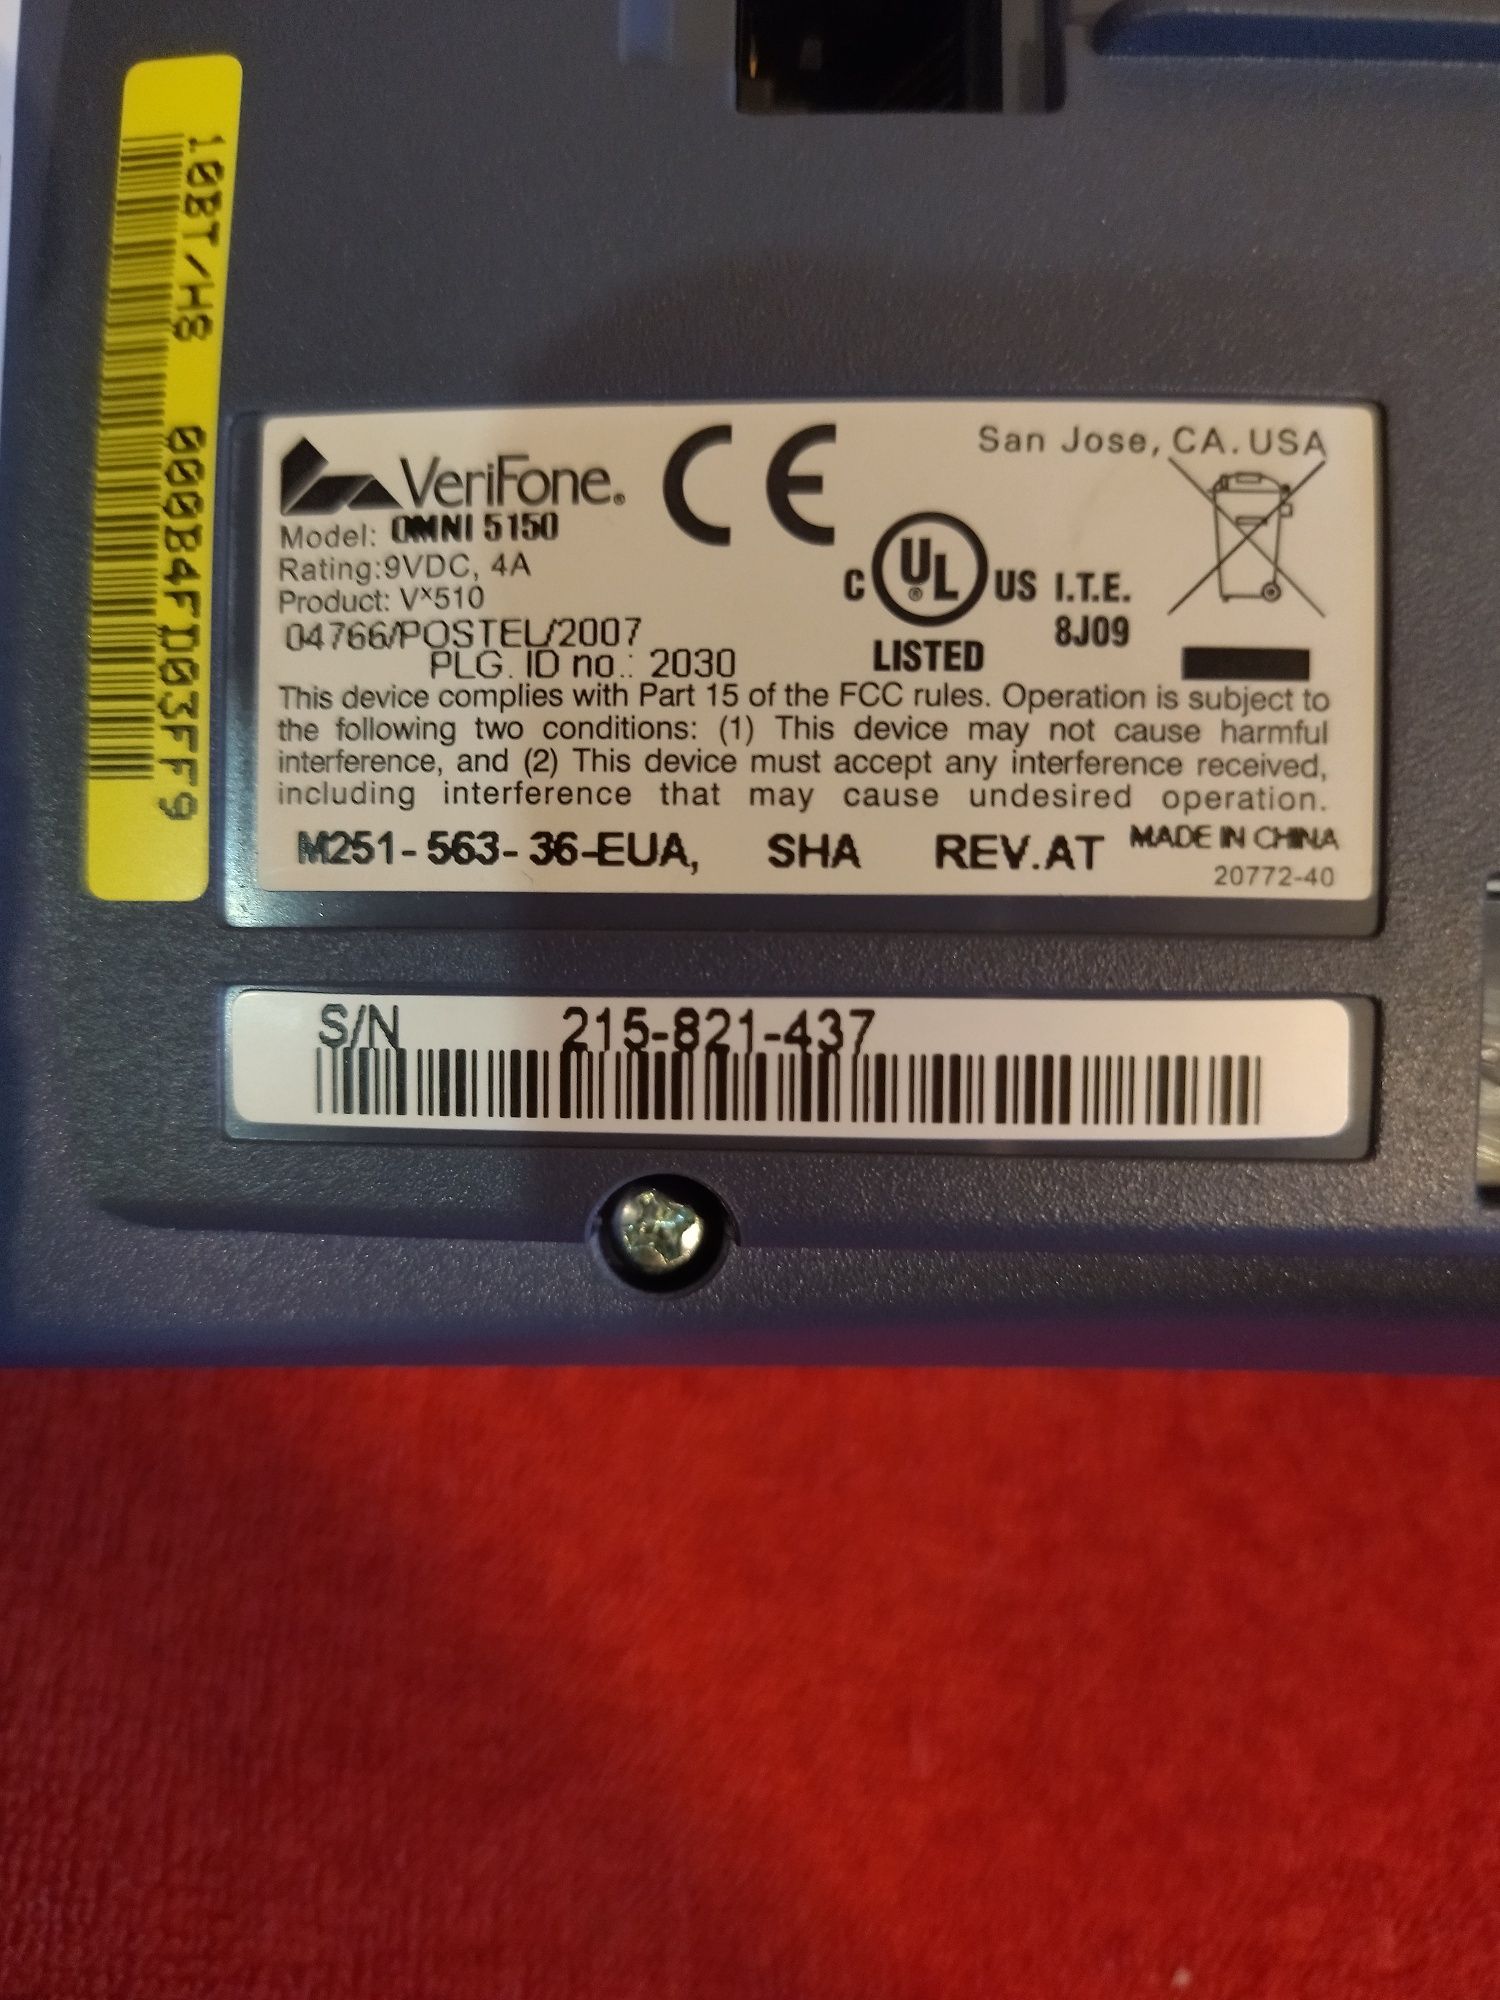 10BT/H8 000B4FD03FF9
VeriFone®
CE
San Jose, CA. USA
Model: OMNI 5150
Rating:9VDC, 4A
Product: Vx510
04766/POSTEL/2007
PLG. ID no.: 2030
C UL® US
LISTED
I.T.E.
8J09
This device complies with Part 15 of the FCC rules. Operation is subject to
the following two conditions: (1) This device may not cause harmful
interference, and (2) This device must accept any interference received,
including interference that may cause undesired operation.
M251-563-36-EUA, SHA REV.AT MADE IN CHINA
20772-40
S/N 215-821-437